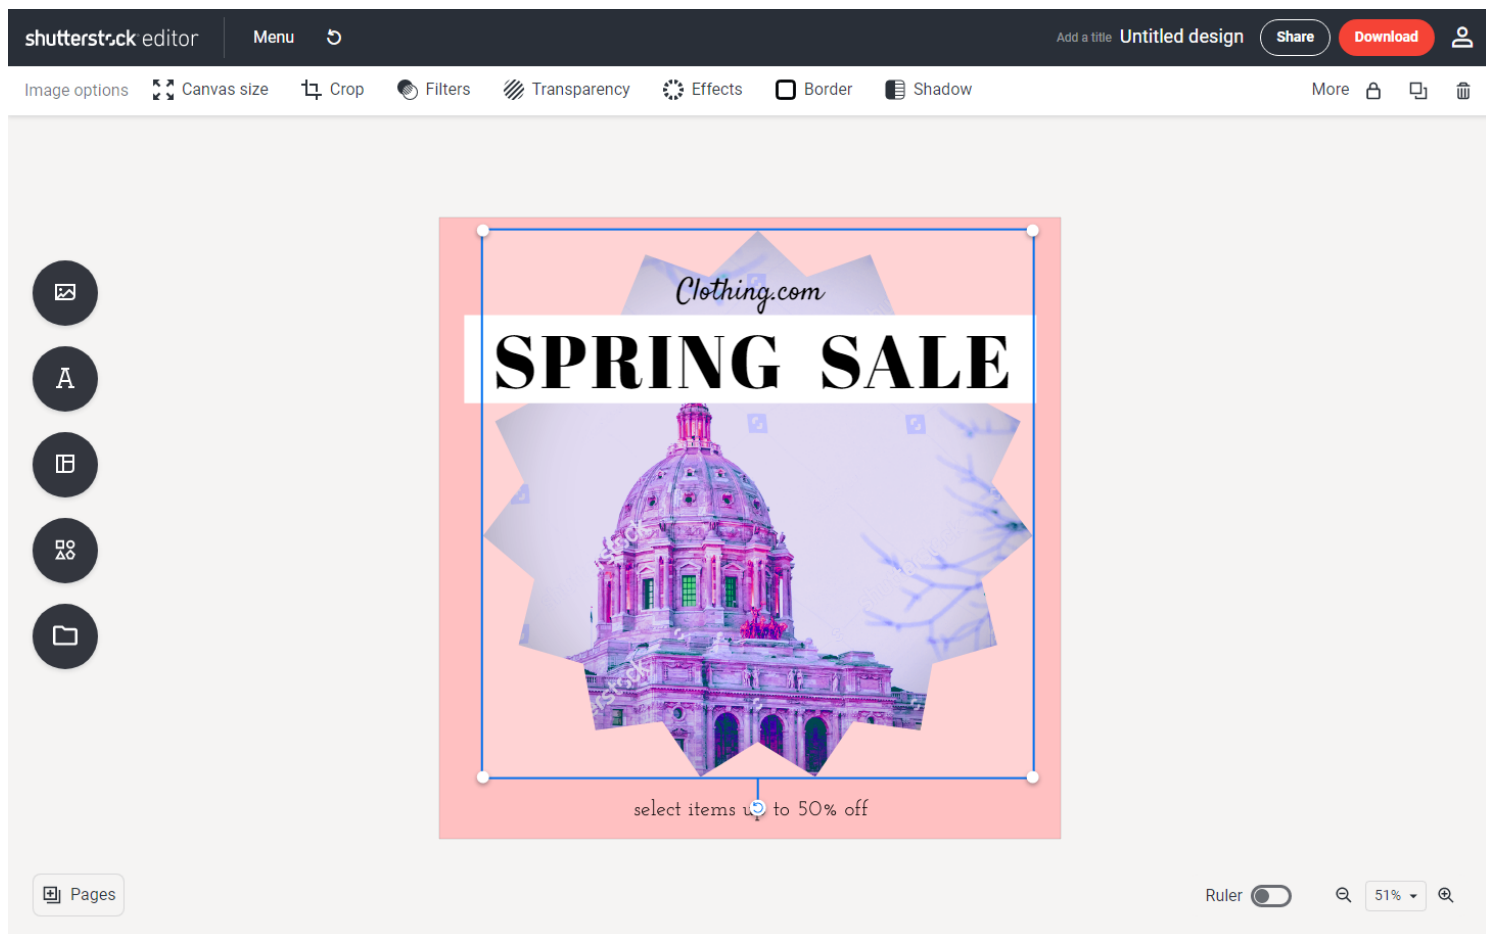 shutterstock editor
Menu
Add a title
Untitled design
Share
Download
Image options
Canvas size
Crop
Filters
Transparency
Effects
Border
Shadow
More
Clothing.com
SPRING SALE
select items up to 50% off
Pages
Ruler
51%